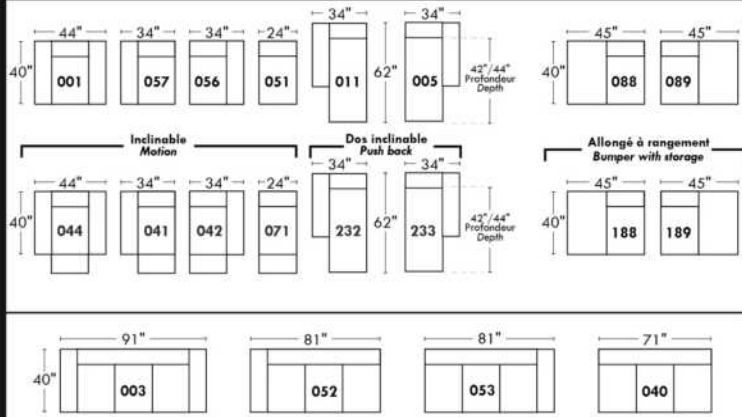 44" 34" 34" 24" 34" 34" 45" 45"
40" 001 057 056 051 011 62" 005 42"/44" Profondeur Depth 40" 088 089
Inclinable
Motion
Dos inclinable
Push back
Allongé à rangement
Bumper with storage
44" 34" 34" 24" 34" 34" 45" 45"
40" 044 041 042 071 232 62" 233 42"/44" Profondeur Depth 40" 188 189
91" 81" 81" 71"
40" 003 052 053 040